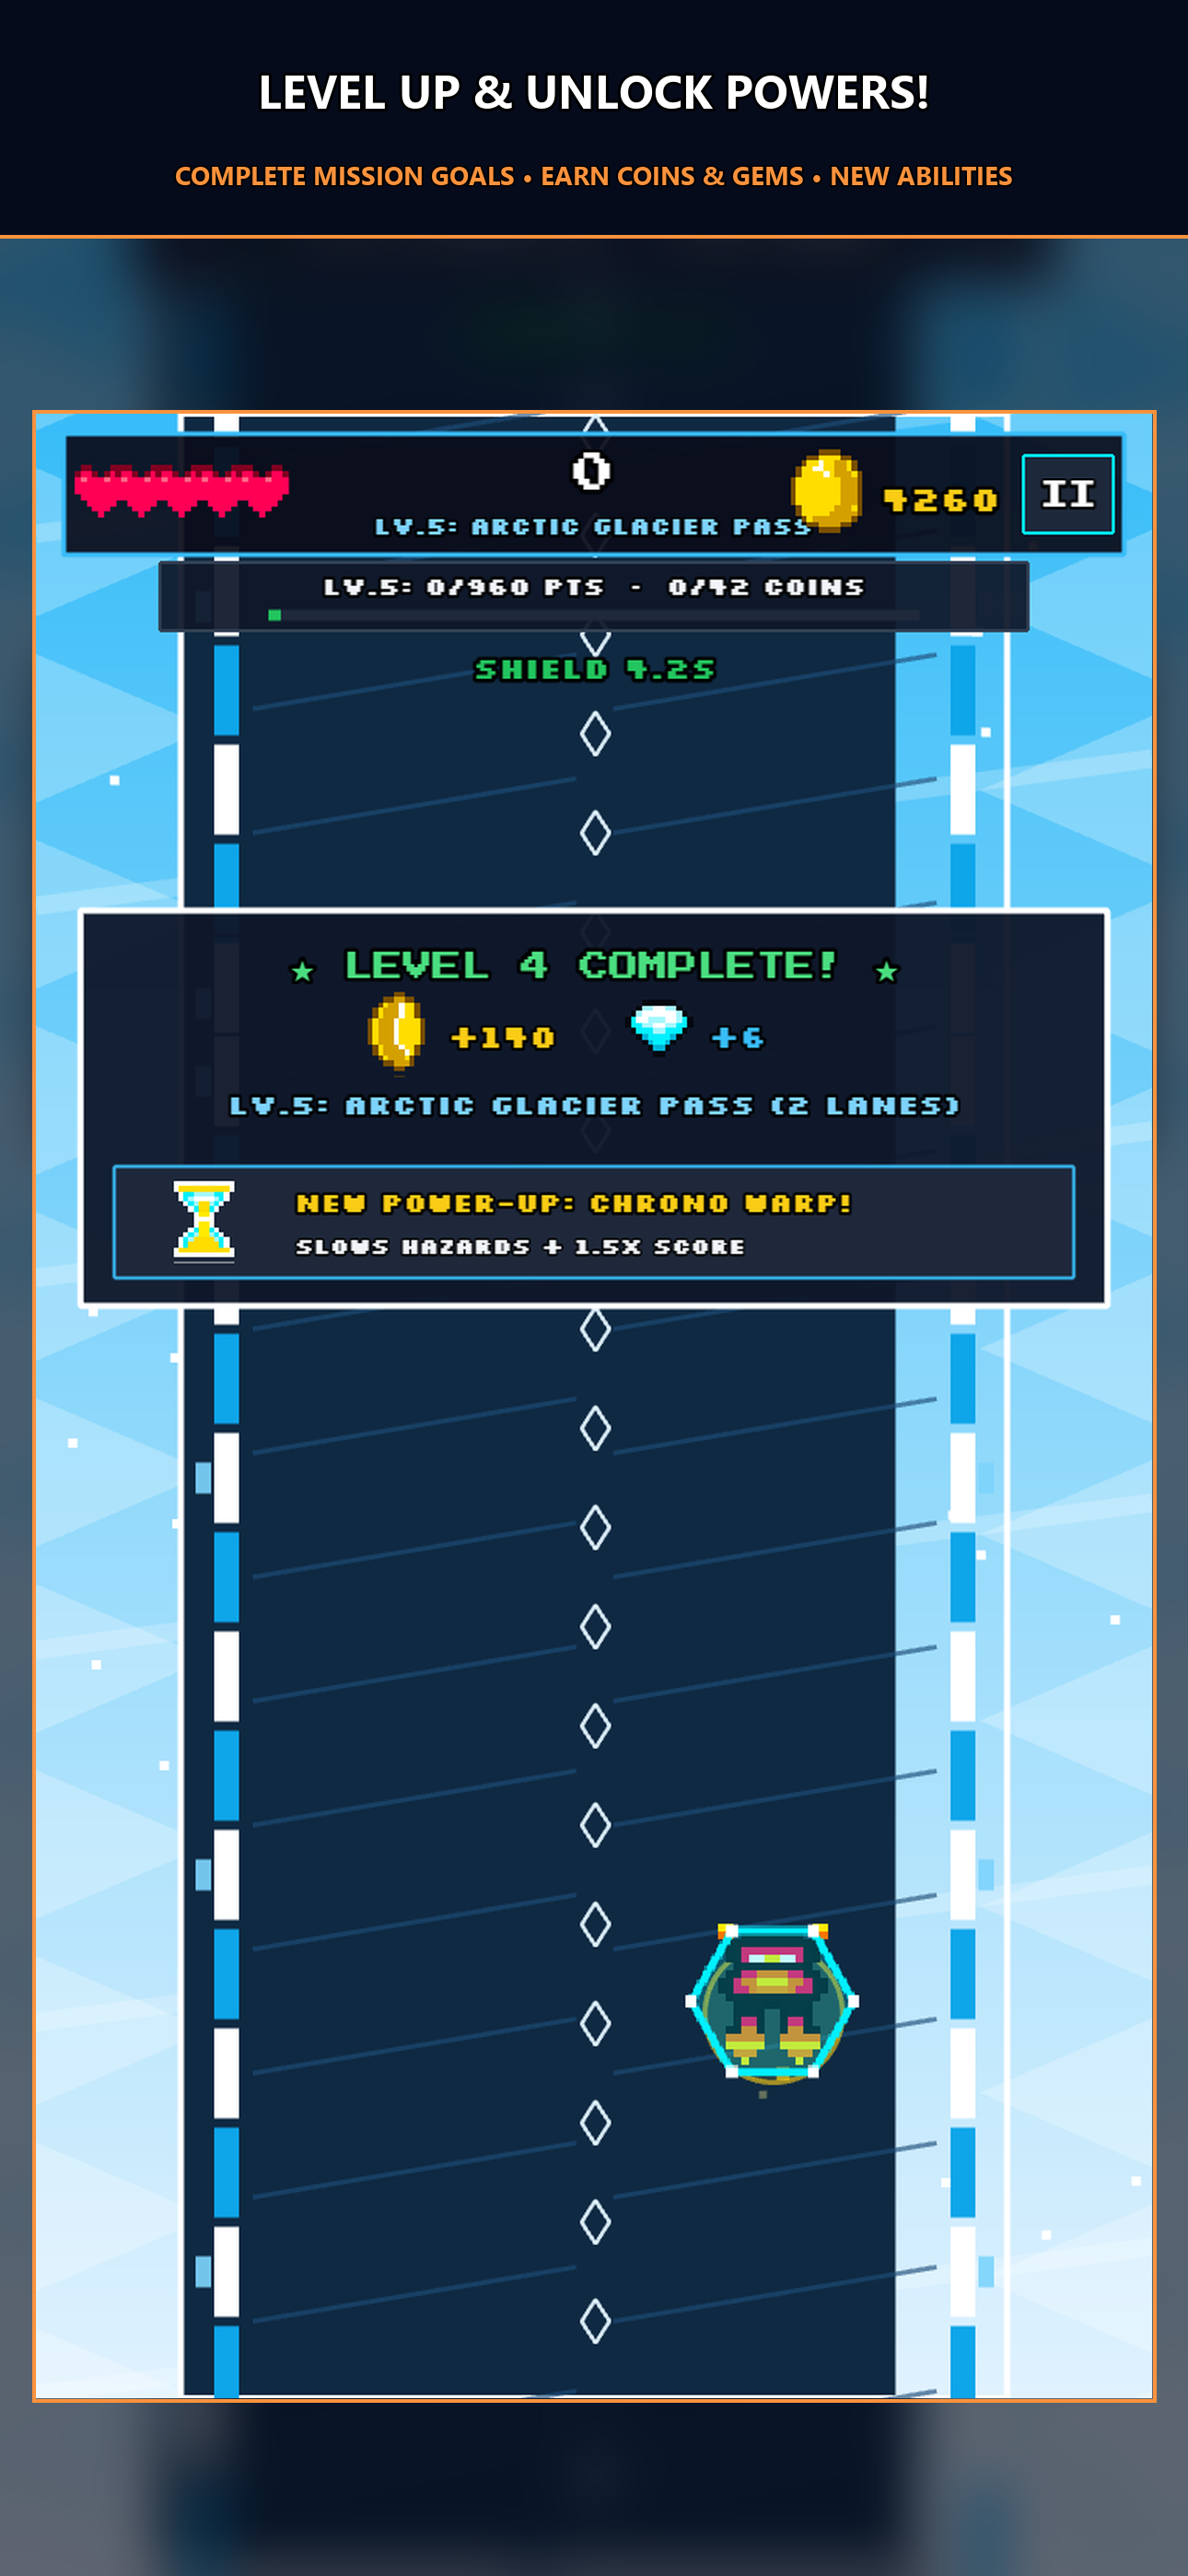 LEVEL UP & UNLOCK POWERS!
COMPLETE MISSION GOALS • EARN COINS & GEMS • NEW ABILITIES
0
4260
II
LV.5: ARCTIC GLACIER PASS
LV.5: 0/960 PTS - 0/42 COINS
SHIELD 4.2S
★ LEVEL 4 COMPLETE! ★
+140 +6
LV.5: ARCTIC GLACIER PASS (2 LANES)
NEW POWER-UP: CHRONO WARP!
SLOWS HAZARDS + 1.5X SCORE